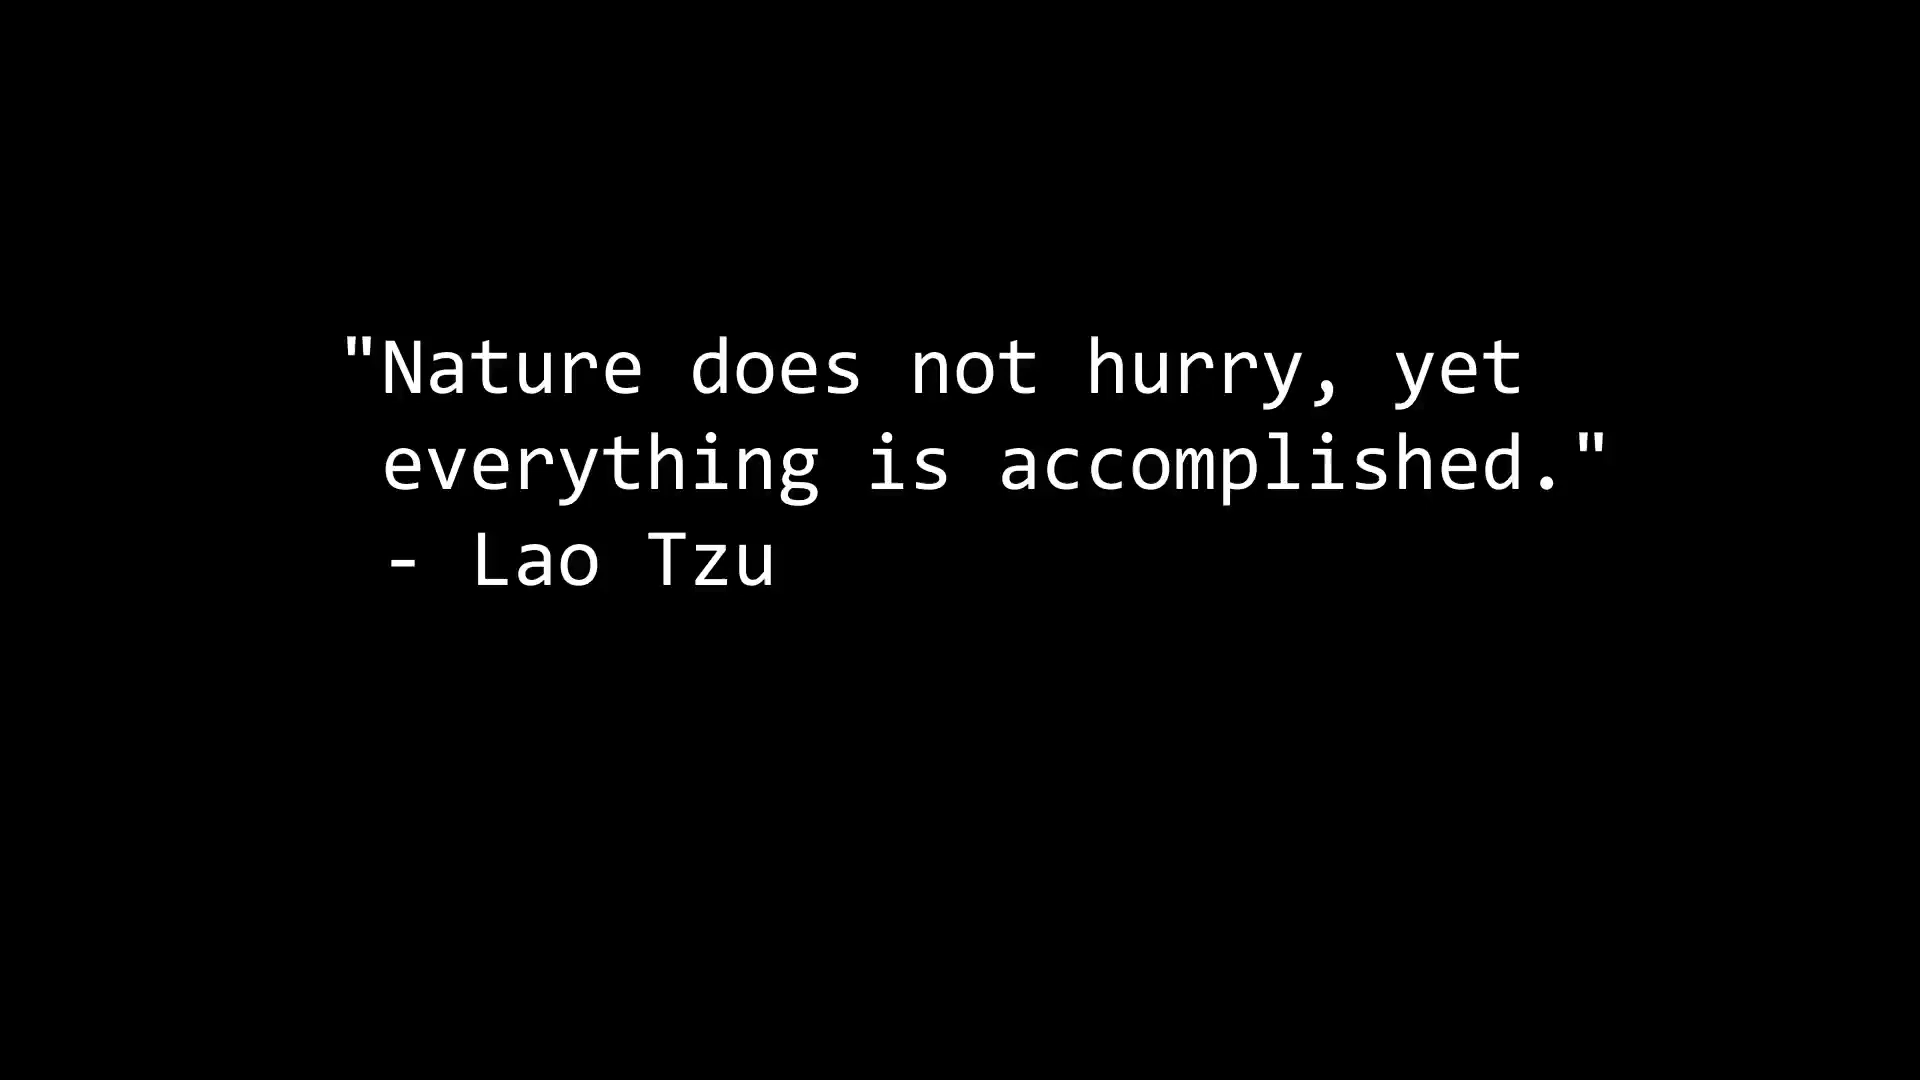 "Nature does not hurry, yet
everything is accomplished."
- Lao Tzu